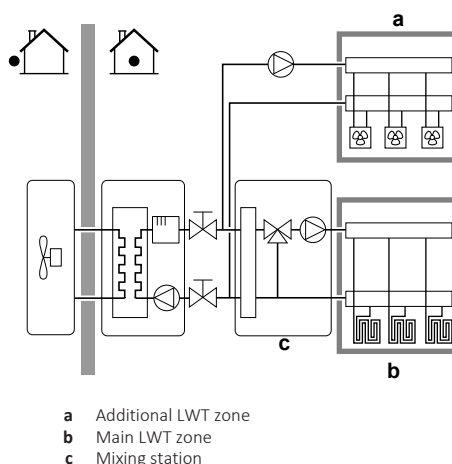 a
c
b
a Additional LWT zone
b Main LWT zone
c Mixing station